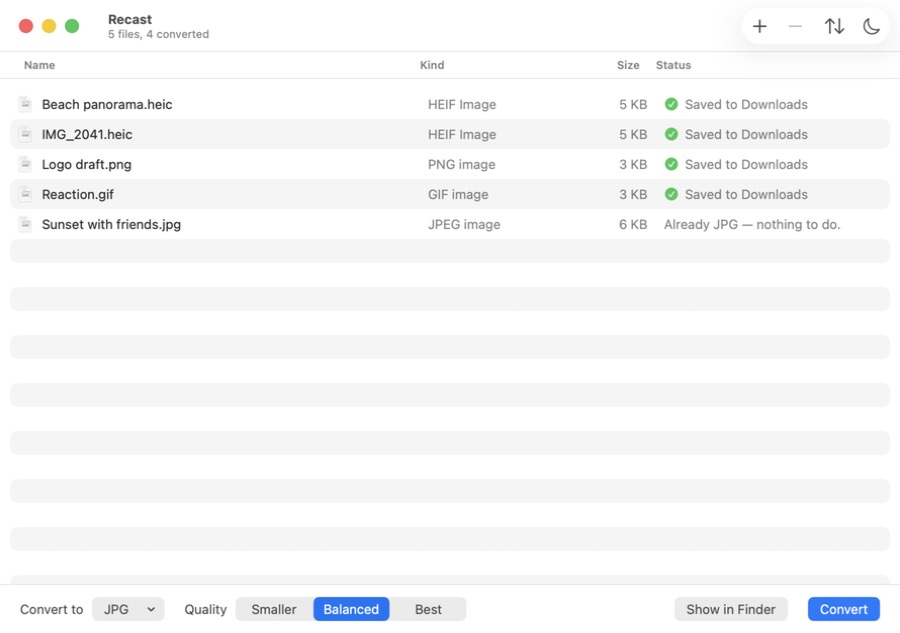 Recast
5 files, 4 converted
Name Kind Size Status
Beach panorama.heic HEIF Image 5 KB Saved to Downloads
IMG_2041.heic HEIF Image 5 KB Saved to Downloads
Logo draft.png PNG image 3 KB Saved to Downloads
Reaction.gif GIF image 3 KB Saved to Downloads
Sunset with friends.jpg JPEG image 6 KB Already JPG — nothing to do.
Convert to JPG Quality Smaller Balanced Best Show in Finder Convert